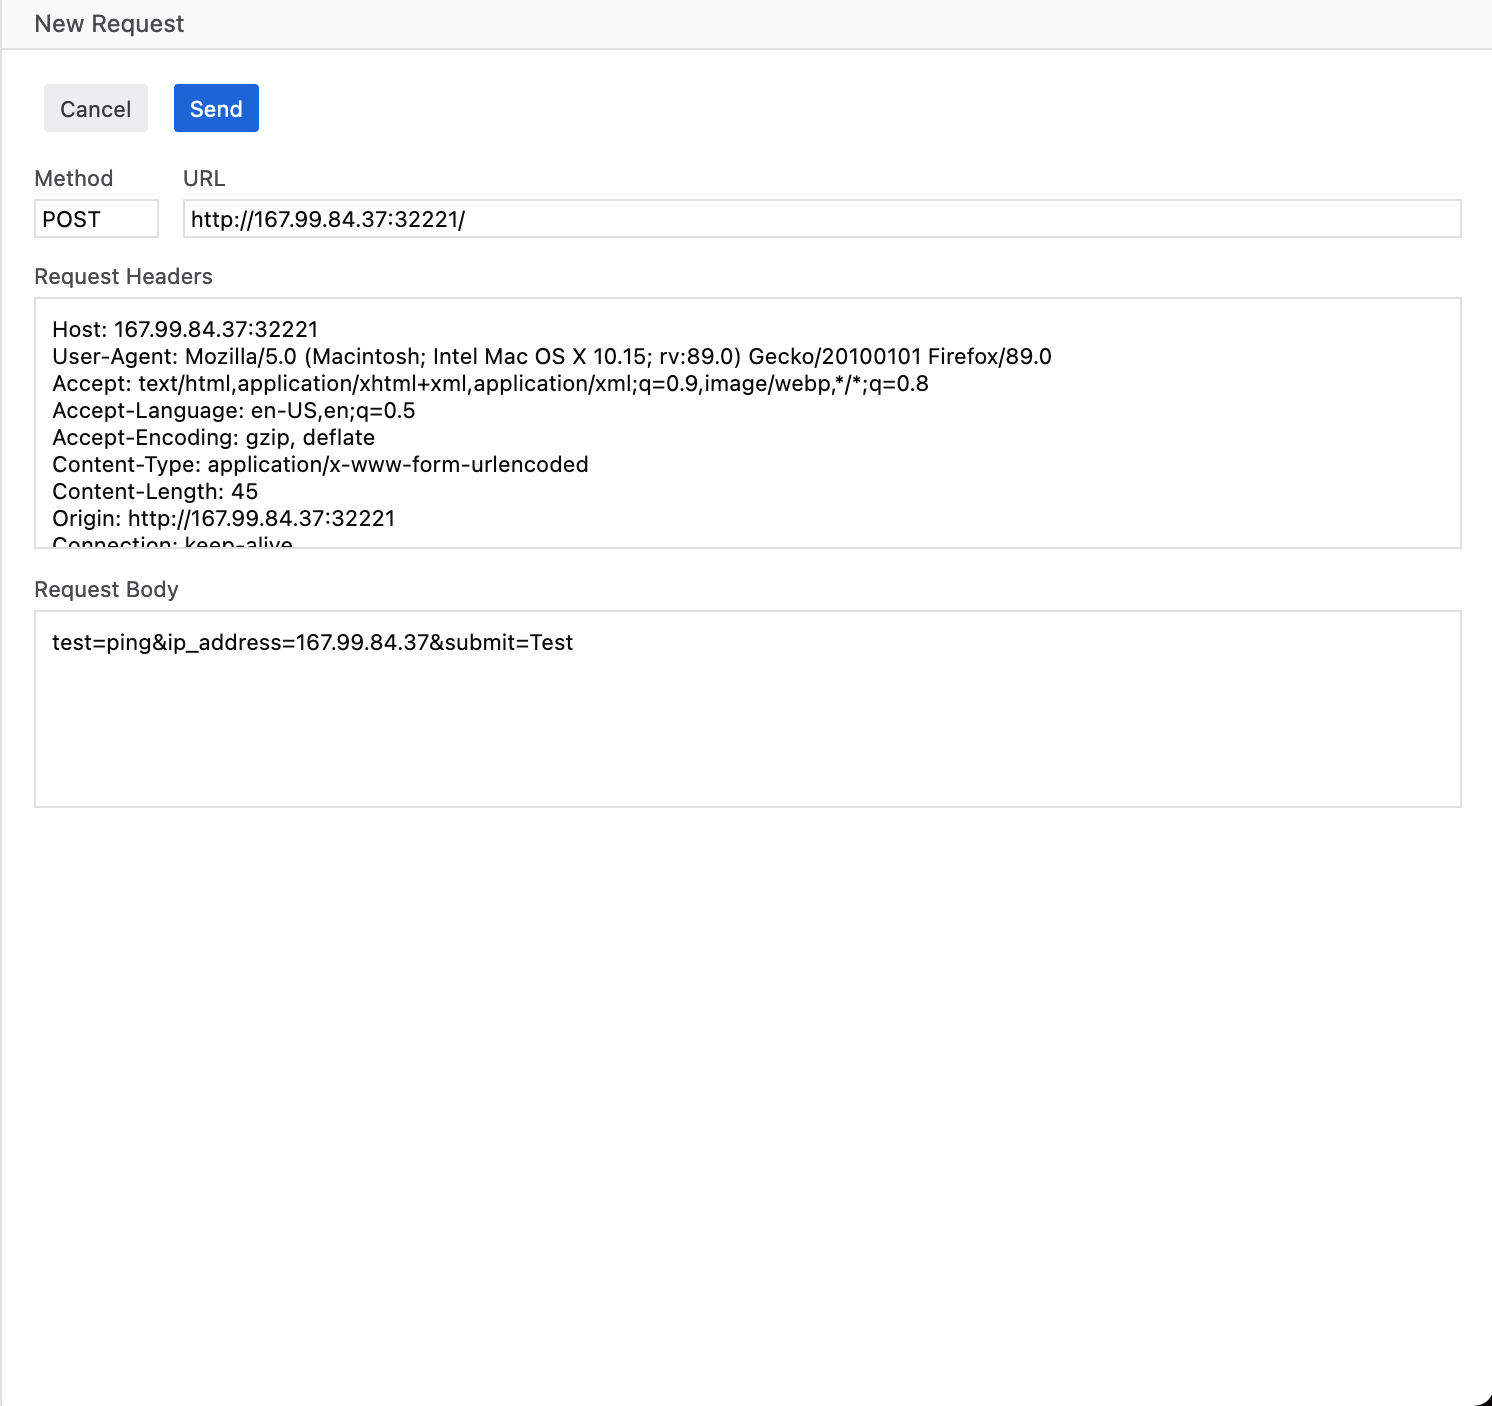 New Request
Cancel Send
Method URL
POST http://167.99.84.37:32221/
Request Headers
Host: 167.99.84.37:32221
User-Agent: Mozilla/5.0 (Macintosh; Intel Mac OS X 10.15; rv:89.0) Gecko/20100101 Firefox/89.0
Accept: text/html,application/xhtml+xml,application/xml;q=0.9,image/webp,*/*;q=0.8
Accept-Language: en-US,en;q=0.5
Accept-Encoding: gzip, deflate
Content-Type: application/x-www-form-urlencoded
Content-Length: 45
Origin: http://167.99.84.37:32221
Connection: keep-alive
Request Body
test=ping&ip_address=167.99.84.37&submit=Test